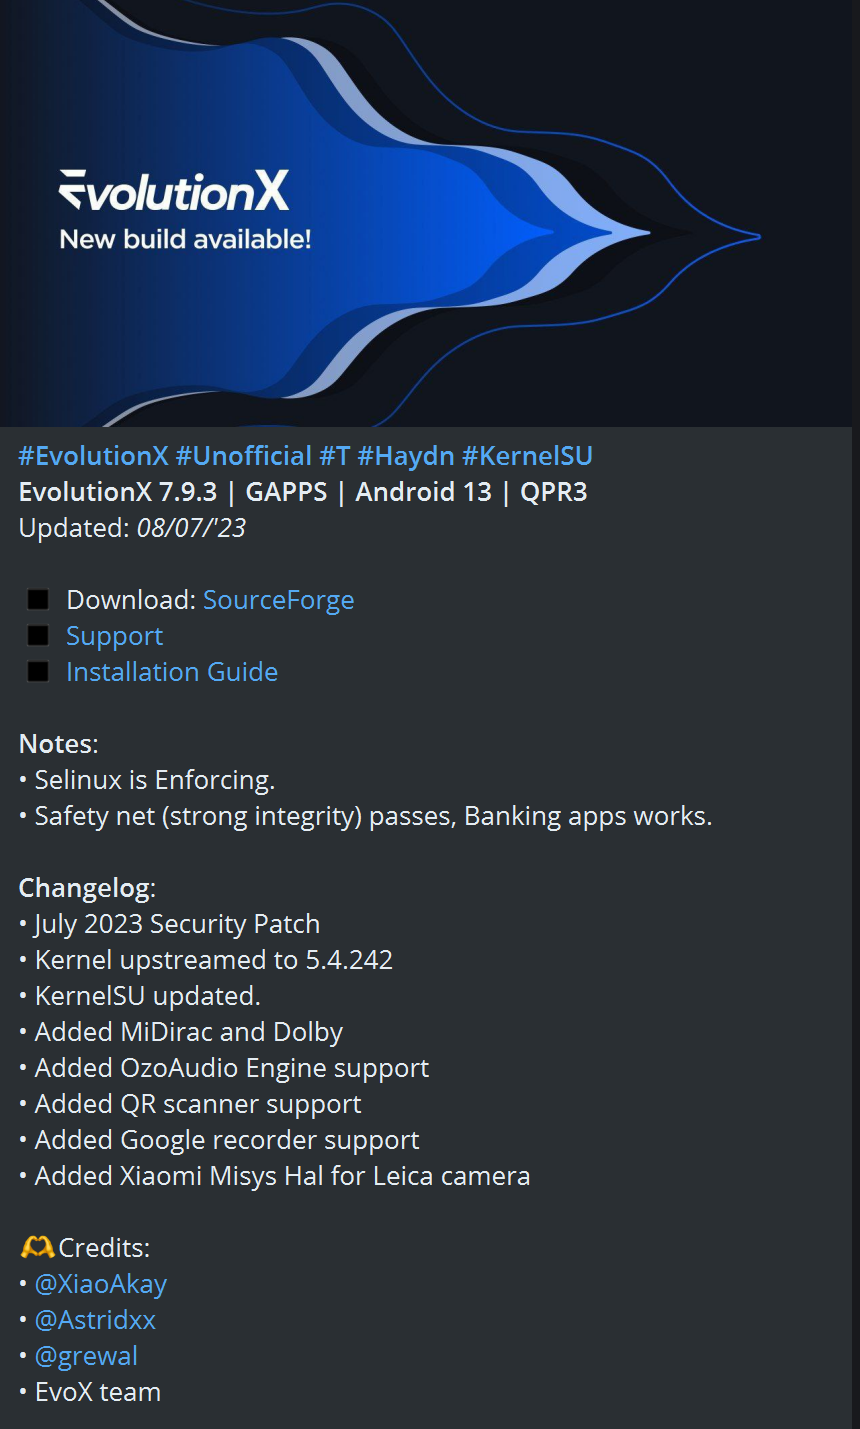 EvolutionX
New build available!
#EvolutionX #Unofficial #T #Haydn #KernelSU
EvolutionX 7.9.3 | GAPPS | Android 13 | QPR3
Updated: 08/07/'23
Download: SourceForge
Support
Installation Guide
Notes:
• Selinux is Enforcing.
• Safety net (strong integrity) passes, Banking apps works.
Changelog:
• July 2023 Security Patch
• Kernel upstreamed to 5.4.242
• KernelSU updated.
• Added MiDirac and Dolby
• Added OzoAudio Engine support
• Added QR scanner support
• Added Google recorder support
• Added Xiaomi Misys Hal for Leica camera
🫶Credits:
• @XiaoAkay
• @Astridxx
• @grewal
• EvoX team